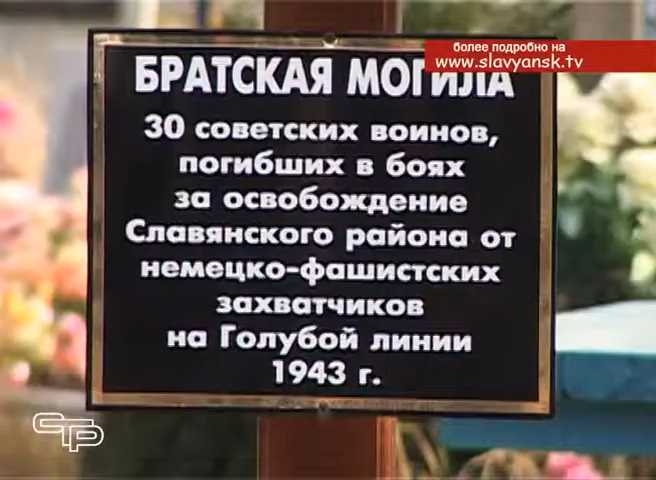 более подробно на
www.slavyansk.tv
БРАТСКАЯ МОГИЛА
30 советских воинов,
погибших в боях
за освобождение
Славянского района от
немецко-фашистских
захватчиков
на Голубой линии
1943 г.
СТР